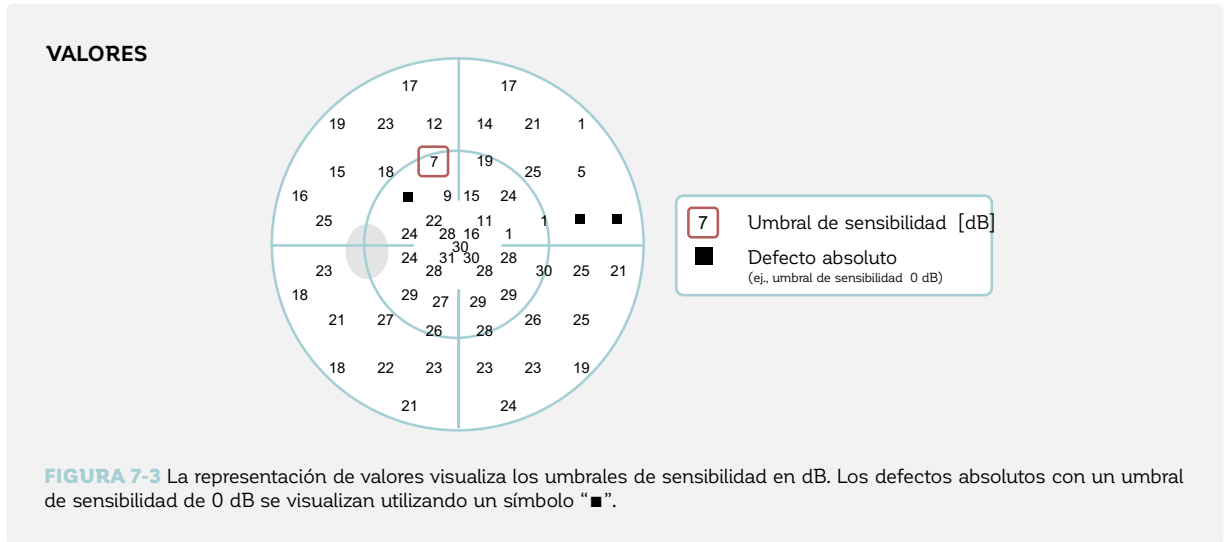 VALORES
17 17
19 23 12 14 21 1
7 19
15 18 25 5
16 ■ 9 15 24
25 22 11 1 ■ ■
24 28 16 1
30
24 31 30 28
23 28 28 30 25 21
18 29 27 29 29
21 27 26 25
26 28
18 22 23 23 23 19
21 24
7 Umbral de sensibilidad [dB]
■ Defecto absoluto
(ej., umbral de sensibilidad 0 dB)
FIGURA 7-3 La representación de valores visualiza los umbrales de sensibilidad en dB. Los defectos absolutos con un umbral
de sensibilidad de 0 dB se visualizan utilizando un símbolo “■”.